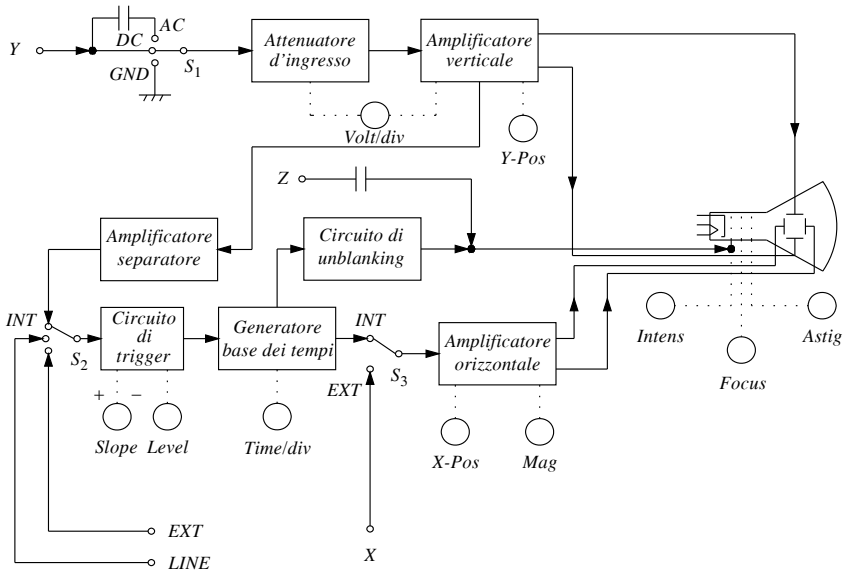 AC
DC
Y
GND
S1
Attenuatore
d'ingresso
Amplificatore
verticale
Volt/div
Y-Pos
Z
Amplificatore
separatore
Circuito di
unblanking
INT
S2
Circuito
di
trigger
Generatore
base dei tempi
INT
EXT
S3
Amplificatore
orizzontale
Intens
Focus
Astig
+ −
Slope
Level
Time/div
X-Pos
Mag
EXT
LINE
X